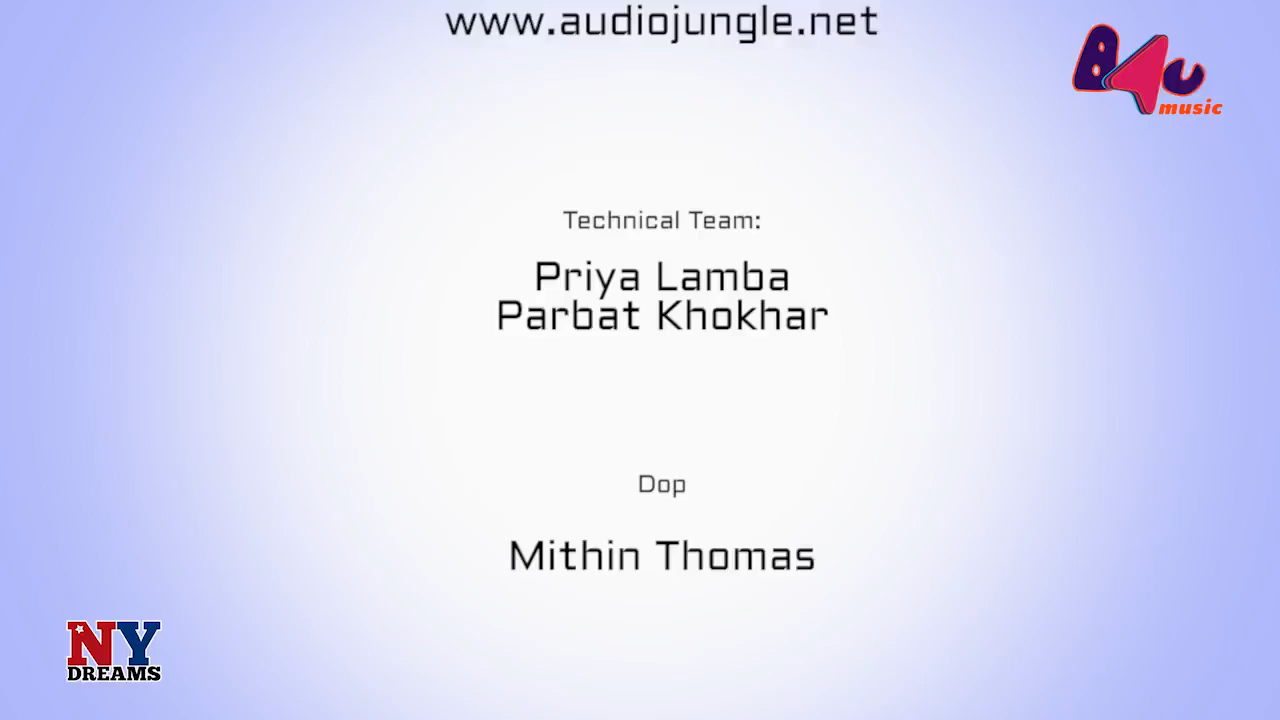 www.audiojungle.net
B4U
music
Technical Team:
Priya Lamba
Parbat Khokhar
Dop
Mithin Thomas
NY
DREAMS